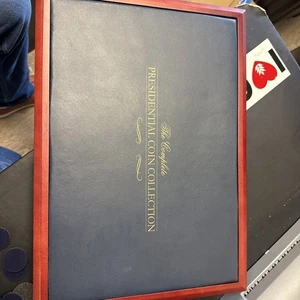 The Complete
PRESIDENTIAL COIN COLLECTION